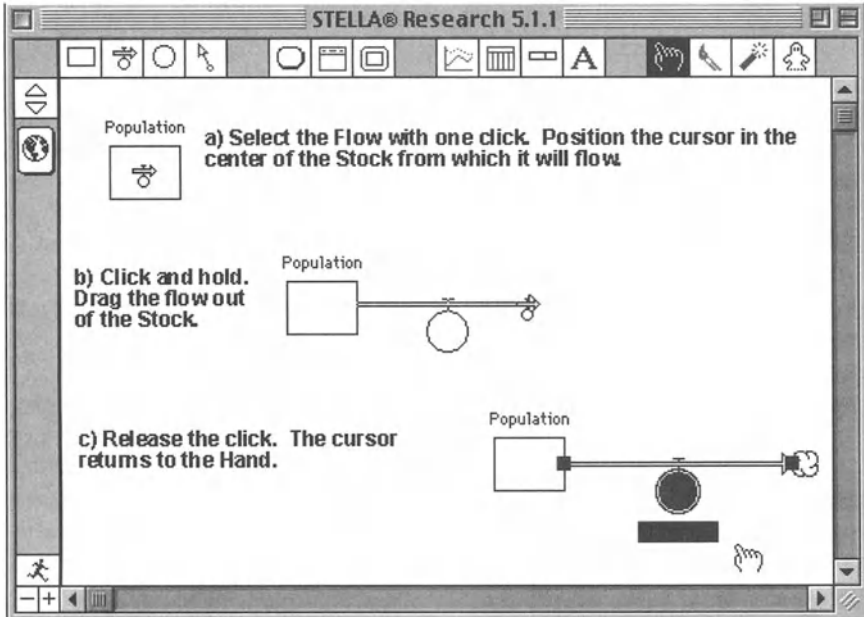 STELLA® Research 5.1.1
A
Population
a) Select the Flow with one click. Position the cursor in the
center of the Stock from which it will flow.
Population
b) Click and hold.
Drag the flow out
of the Stock.
Population
c) Release the click. The cursor
returns to the Hand.